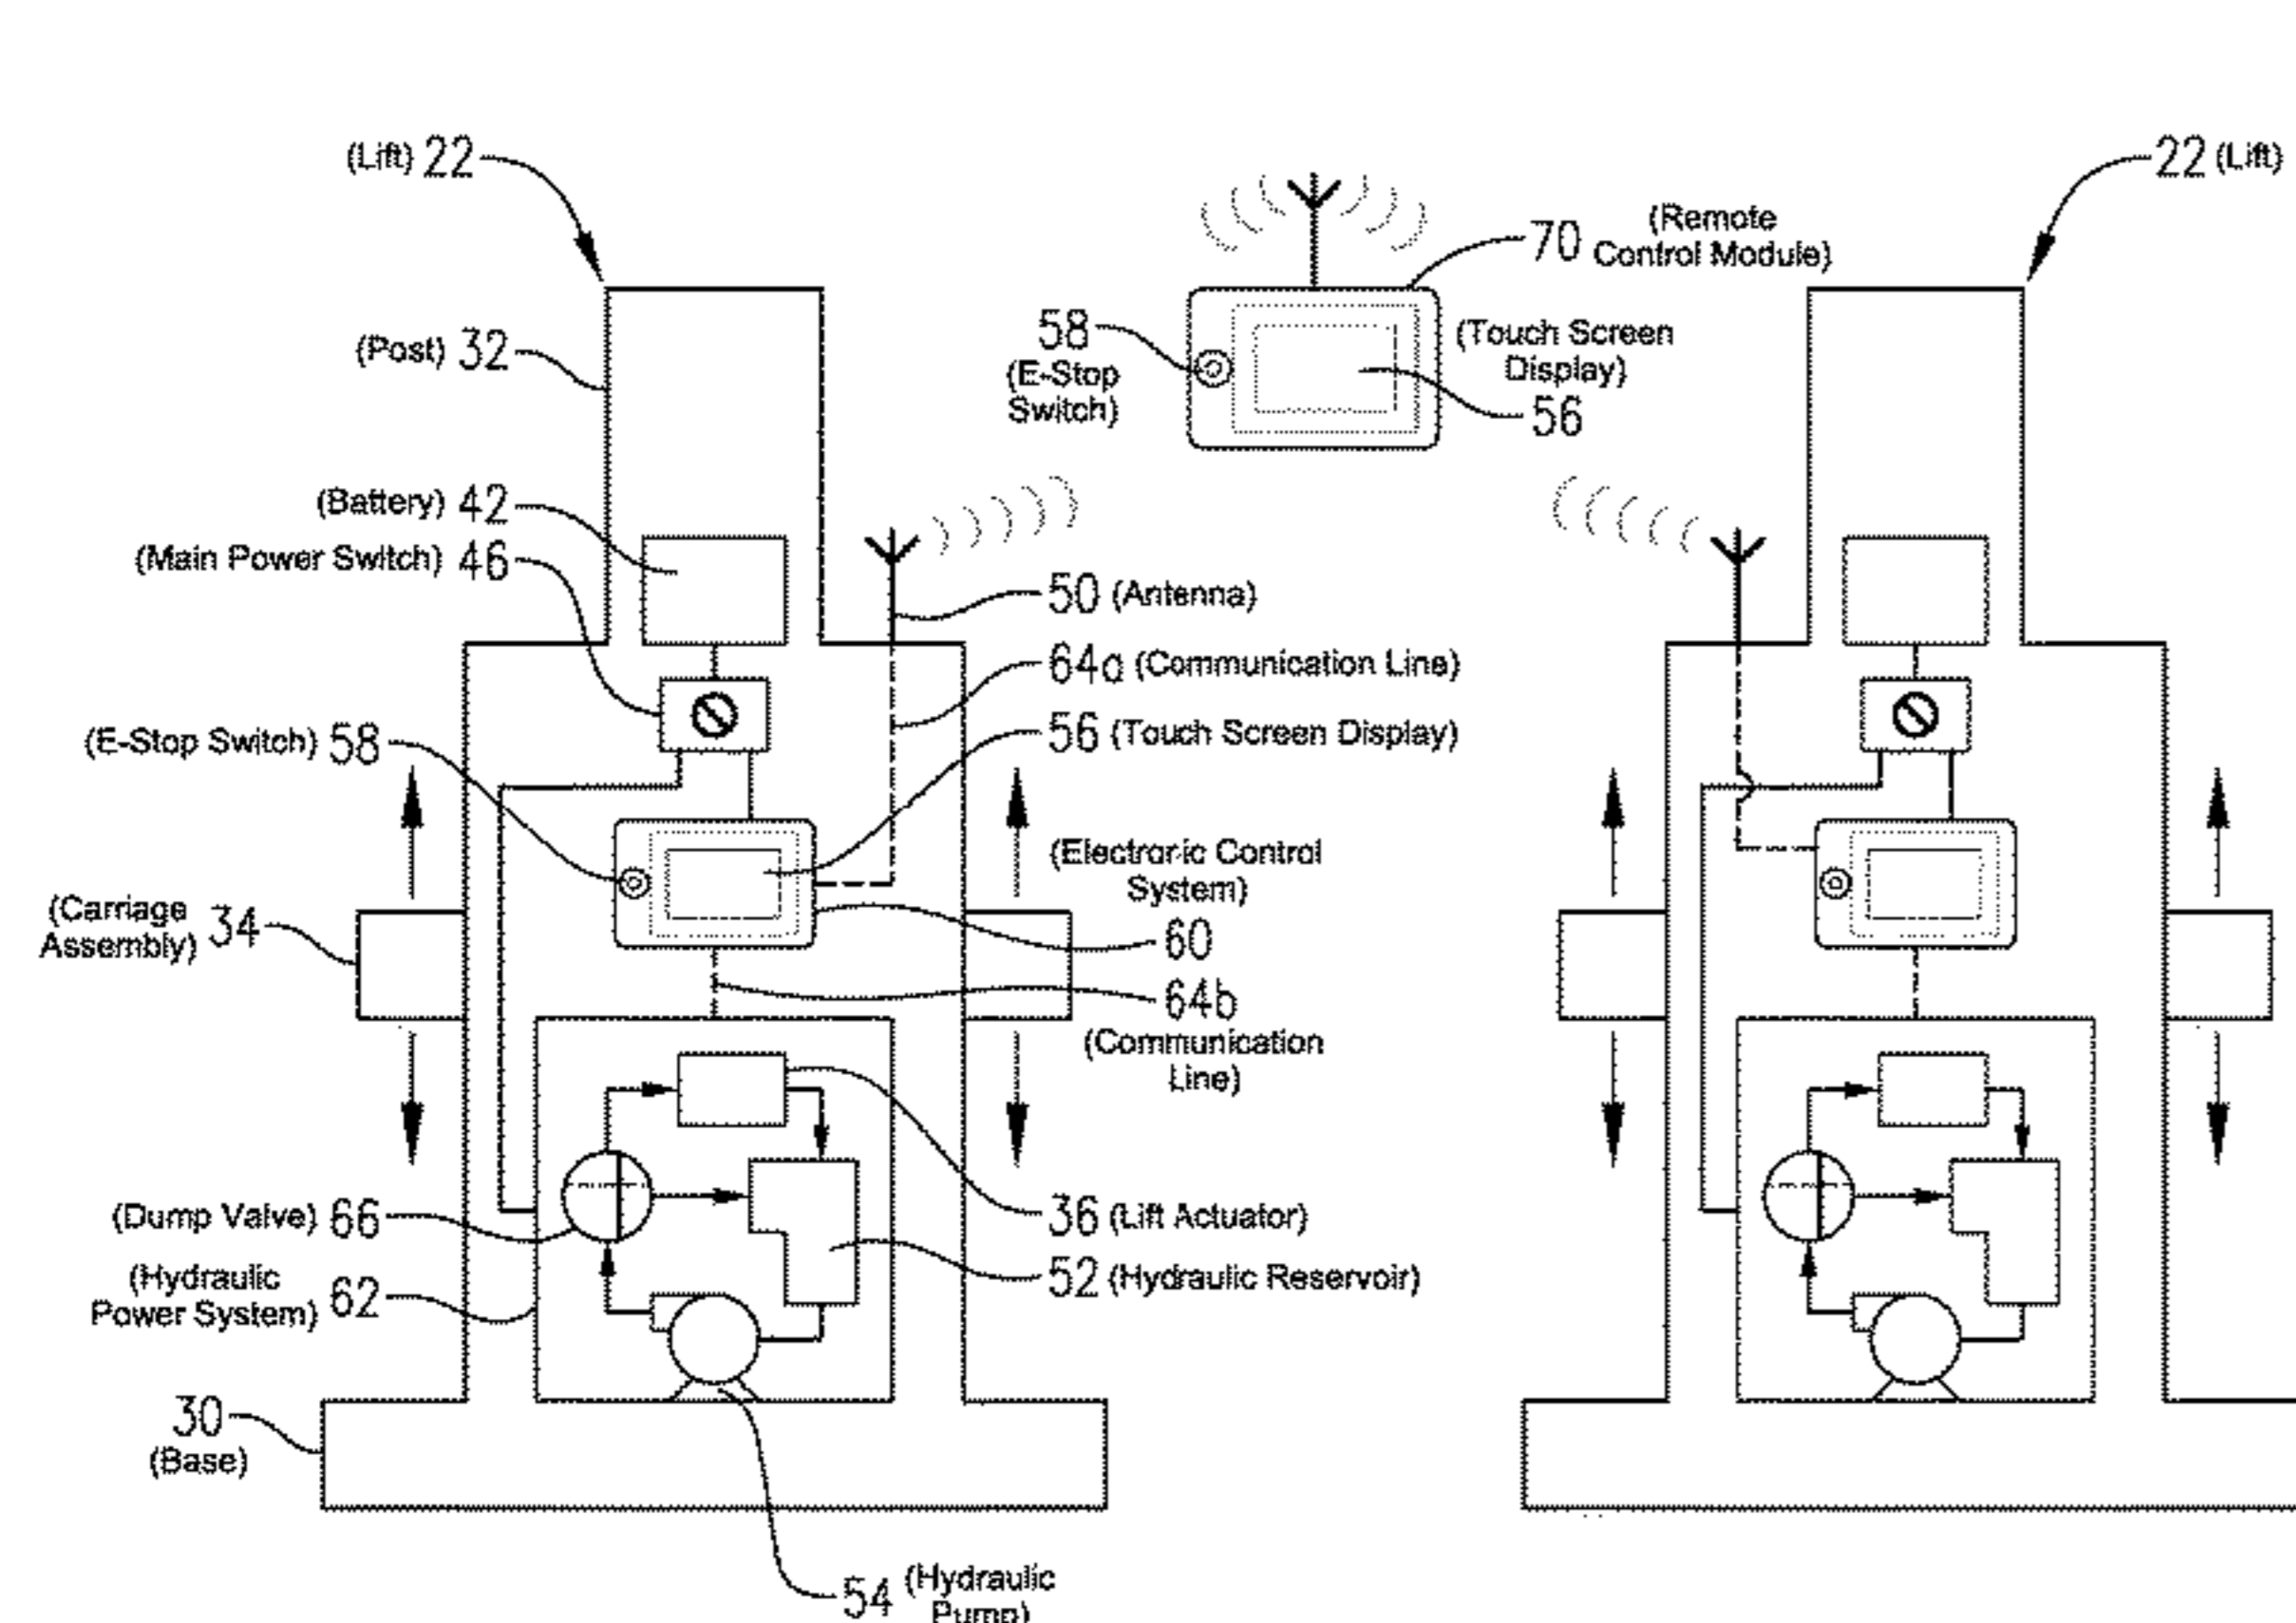 (Lift) 22
22 (Lift)
70 (Remote
Control Module)
58
(E-Stop
Switch)
(Touch Screen
Display)
56
(Post) 32
(Battery) 42
(Main Power Switch) 46
50 (Antenna)
64a (Communication Line)
(E-Stop Switch) 58
56 (Touch Screen Display)
(Electronic Control
System)
60
(Carriage
Assembly) 34
64b
(Communication
Line)
(Dump Valve) 66
36 (Lift Actuator)
(Hydraulic
Power System) 62
52 (Hydraulic Reservoir)
30
(Base)
54 (Hydraulic
Pump)